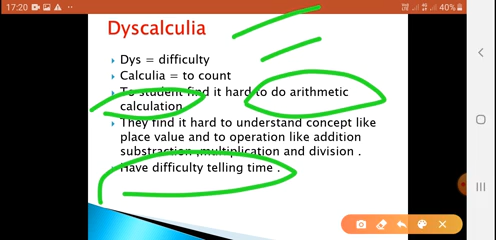 17:20
40%
Dyscalculia
Dys = difficulty
Calculia = to count
To student find it hard to do arithmetic
calculation
They find it hard to understand concept like
place value and to operation like addition
substraction ,multiplication and division .
Have difficulty telling time .